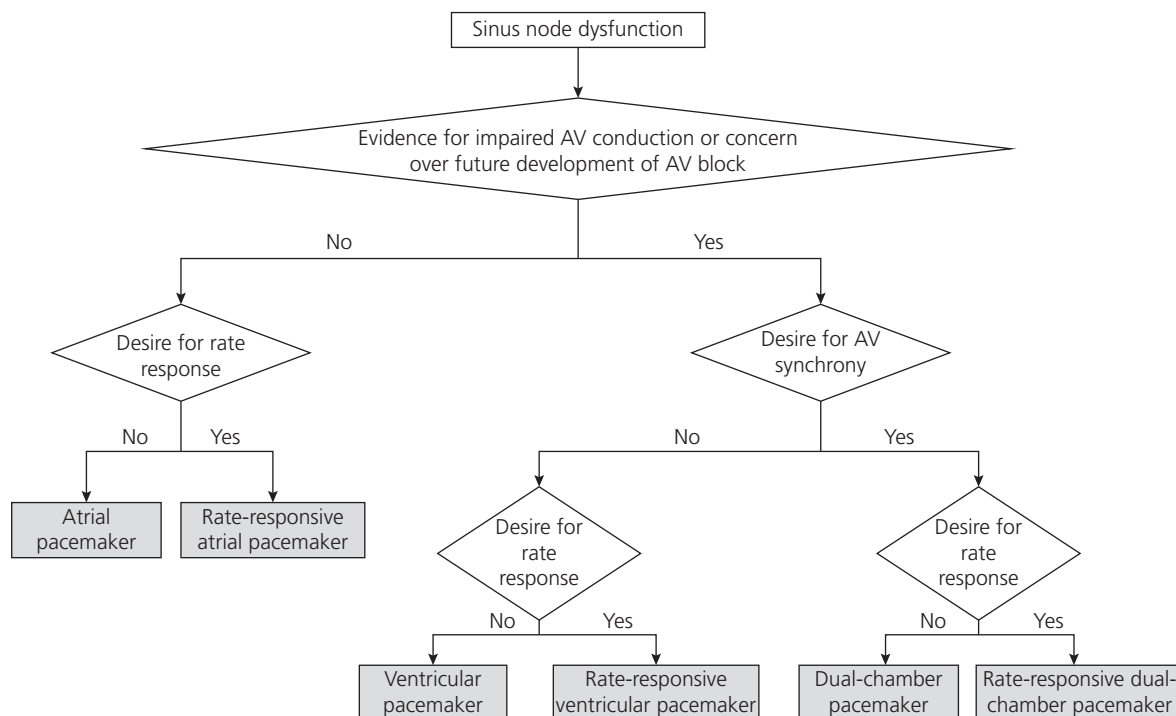 Sinus node dysfunction
Evidence for impaired AV conduction or concern
over future development of AV block
No
Yes
Desire for rate
response
Desire for AV
synchrony
No
Yes
No
Yes
Atrial
pacemaker
Rate-responsive
atrial pacemaker
Desire for
rate
response
Desire for
rate
response
No
Yes
No
Yes
Ventricular
pacemaker
Rate-responsive
ventricular pacemaker
Dual-chamber
pacemaker
Rate-responsive dual-
chamber pacemaker